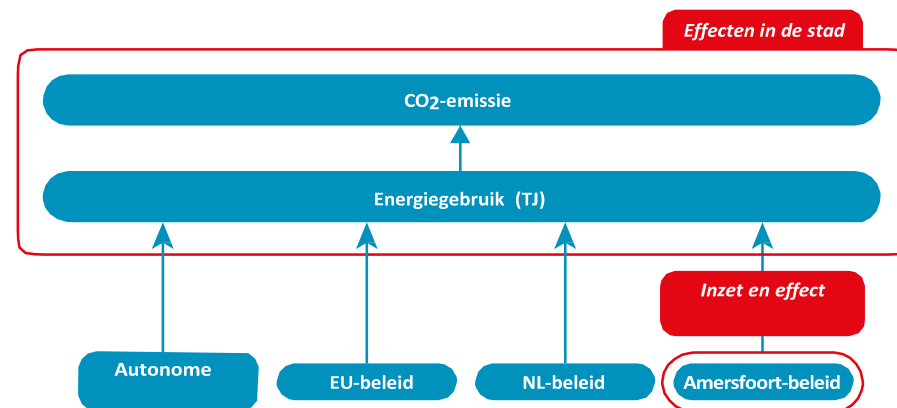 Effecten in de stad
CO2-emissie
Energiegebruik (TJ)
Inzet en effect
Autonome
EU-beleid
NL-beleid
Amersfoort-beleid